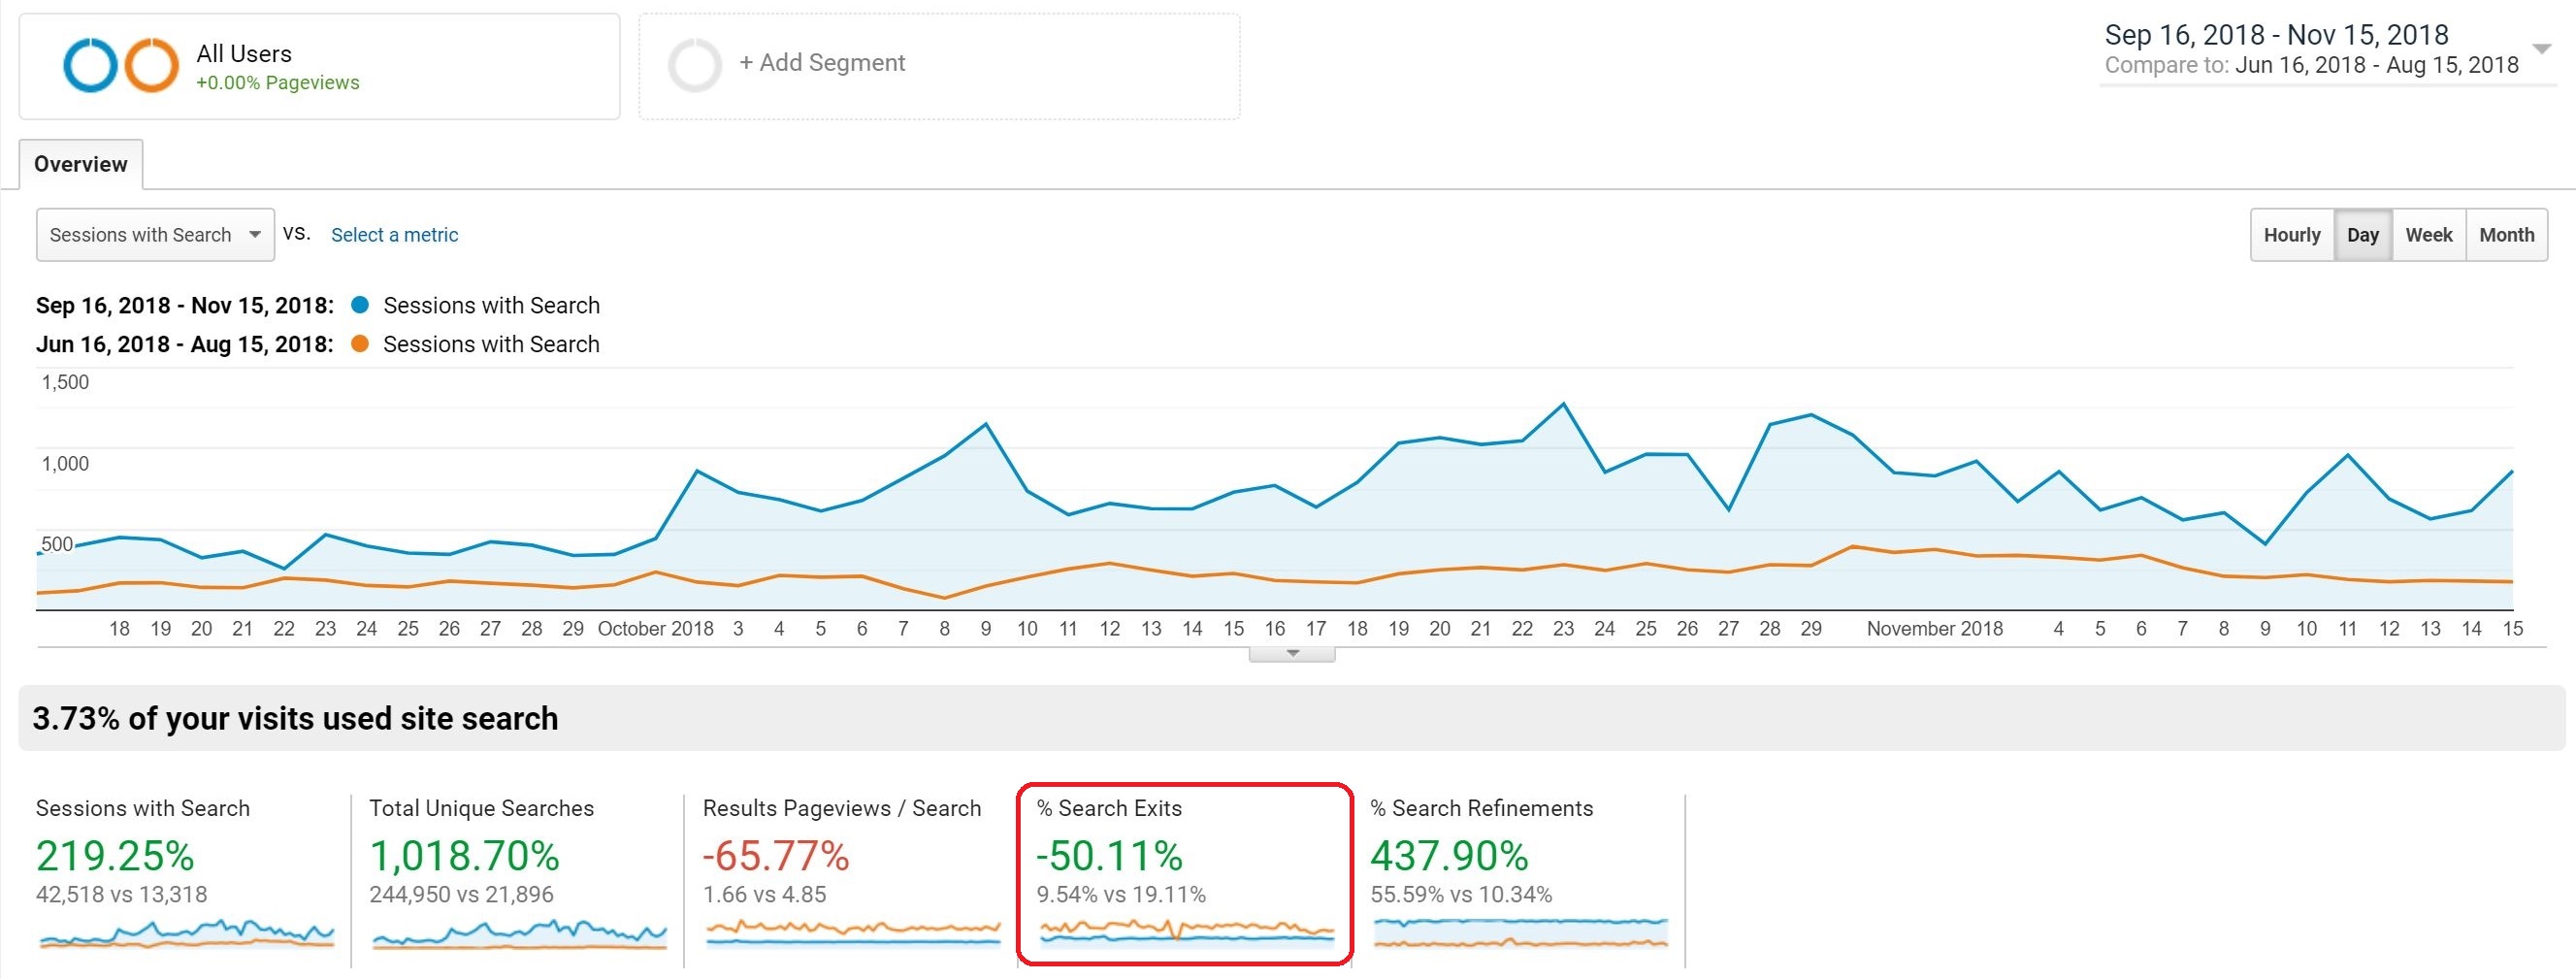 All Users
+0.00% Pageviews
+ Add Segment
Sep 16, 2018 - Nov 15, 2018
Compare to: Jun 16, 2018 - Aug 15, 2018
Overview
Sessions with Search vs. Select a metric
Hourly Day Week Month
Sep 16, 2018 - Nov 15, 2018: Sessions with Search
Jun 16, 2018 - Aug 15, 2018: Sessions with Search
1,500
1,000
500
18 19 20 21 22 23 24 25 26 27 28 29 October 2018 3 4 5 6 7 8 9 10 11 12 13 14 15 16 17 18 19 20 21 22 23 24 25 26 27 28 29 November 2018 4 5 6 7 8 9 10 11 12 13 14 15
3.73% of your visits used site search
Sessions with Search
219.25%
42,518 vs 13,318
Total Unique Searches
1,018.70%
244,950 vs 21,896
Results Pageviews / Search
-65.77%
1.66 vs 4.85
% Search Exits
-50.11%
9.54% vs 19.11%
% Search Refinements
437.90%
55.59% vs 10.34%